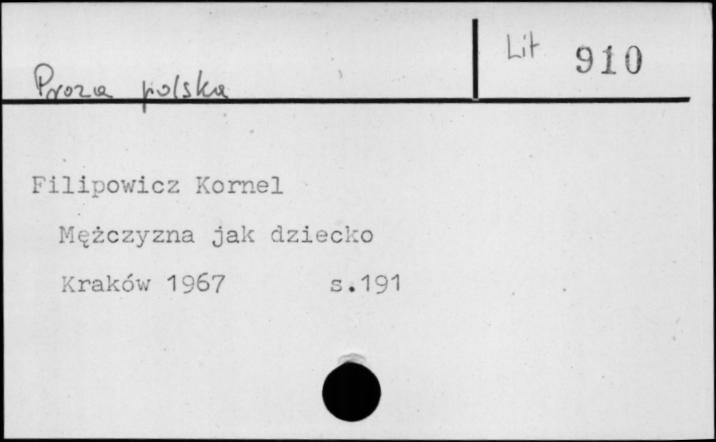 Lit 910
Proza polska
Filipowicz Kornel
Mężczyzna jak dziecko
Kraków 1967 s.191